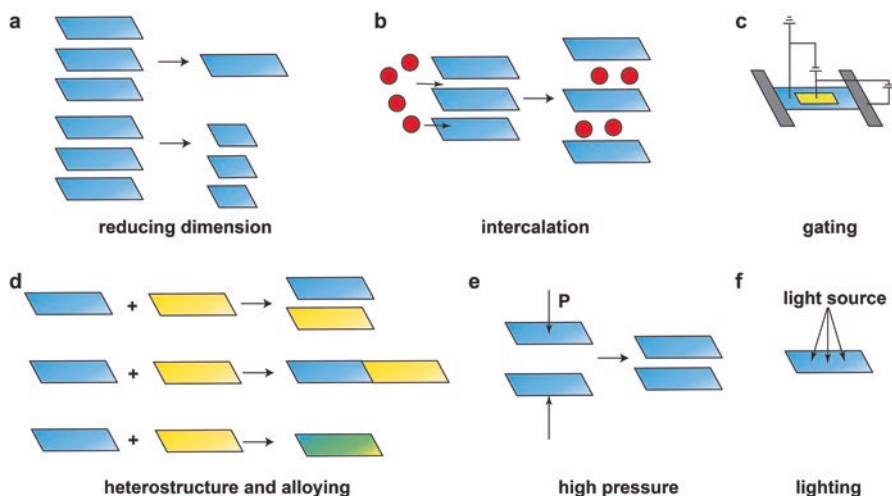 a
reducing dimension
b
intercalation
c
gating
d
+
+
+
heterostructure and alloying
e
P
high pressure
f
light source
lighting